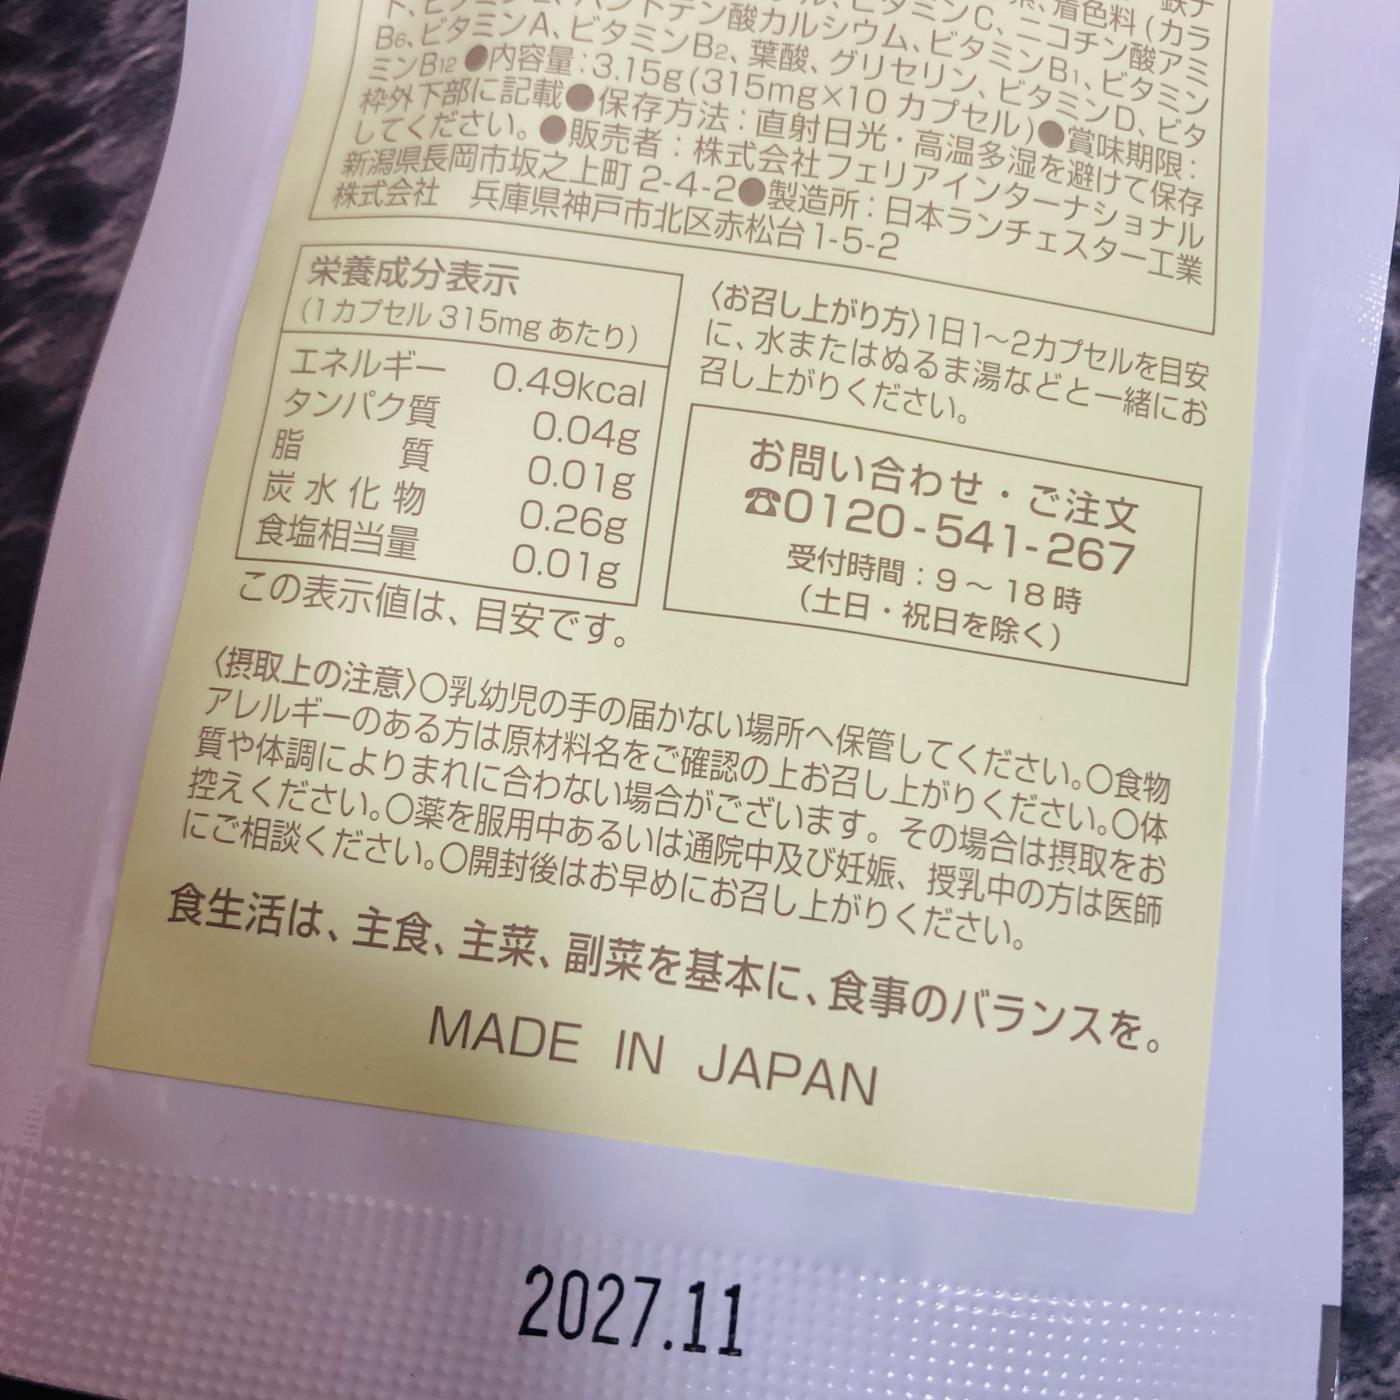 素、着色料(カラ
ビタミンC、ニコチン酸アミ
パントテン酸カルシウム、ビタミンB1、ビタミン
B6、ビタミンA、ビタミンB2、葉酸、グリセリン、ビタミンD、ビタ
ミンB12●内容量:3.15g(315mg×10 カプセル)●賞味期限:
枠外下部に記載●保存方法:直射日光・高温多湿を避けて保存
してください。●販売者:株式会社フェリアインターナショナル
新潟県長岡市坂之上町 2-4-2●製造所:日本ランチェスター工業
株式会社 兵庫県神戸市北区赤松台1-5-2
栄養成分表示
(1カプセル 315mg あたり)
エネルギー 0.49kcal
タンパク質 0.04g
脂質 0.01g
炭水化物 0.26g
食塩相当量 0.01g
この表示値は、目安です。
〈お召し上がり方〉1日1~2カプセルを目安
に、水またはぬるま湯などと一緒にお
召し上がりください。
お問い合わせ・ご注文
☎0120-541-267
受付時間:9~18時
(土日・祝日を除く)
〈摂取上の注意〉〇乳幼児の手の届かない場所へ保管してください。〇食物
アレルギーのある方は原材料名をご確認の上お召し上がりください。〇体
質や体調によりまれに合わない場合がございます。その場合は摂取をお
控えください。〇薬を服用中あるいは通院中及び妊娠、授乳中の方は医師
にご相談ください。〇開封後はお早めにお召し上がりください。
食生活は、主食、主菜、副菜を基本に、食事のバランスを。
MADE IN JAPAN
2027.11